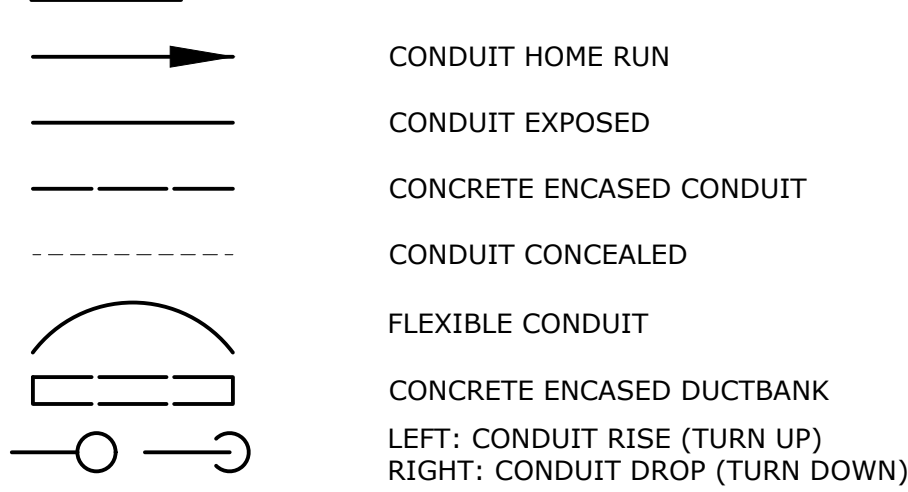 CONDUIT HOME RUN
CONDUIT EXPOSED
CONCRETE ENCASED CONDUIT
CONDUIT CONCEALED
FLEXIBLE CONDUIT
CONCRETE ENCASED DUCTBANK
LEFT: CONDUIT RISE (TURN UP)
RIGHT: CONDUIT DROP (TURN DOWN)